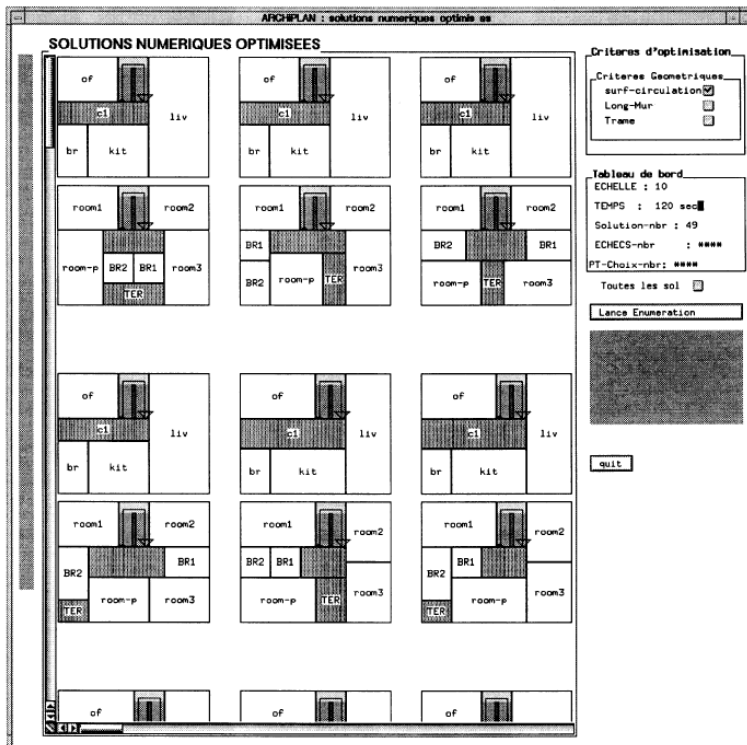 ARCHIPLAN : solutions numeriques optimis es
SOLUTIONS NUMERIQUES OPTIMISEES
of
c1
liv
br
kit
of
c1
liv
br
kit
of
c1
liv
br
kit
room1
room2
room-p
BR2
BR1
room3
TER
room1
room2
BR1
BR2
room-p
TER
room3
room1
room2
BR2
BR1
room-p
TER
room3
of
c1
liv
br
kit
of
c1
liv
br
kit
of
c1
liv
br
kit
room1
room2
BR2
BR1
TER
room-p
room3
room1
room2
BR2
BR1
room-p
TER
room3
room1
room2
BR2
BR1
TER
room-p
room3
of
of
of
Criteres d'optimisation
Criteres Geometriques
surf-circulation
Long-Mur
Trame
Tableau de bord
ECHELLE : 10
TEMPS : 120 sec
Solution-nbr : 49
ECHECS-nbr : ****
PT-Choix-nbr: ****
Toutes les sol
Lance Enumeration
quit